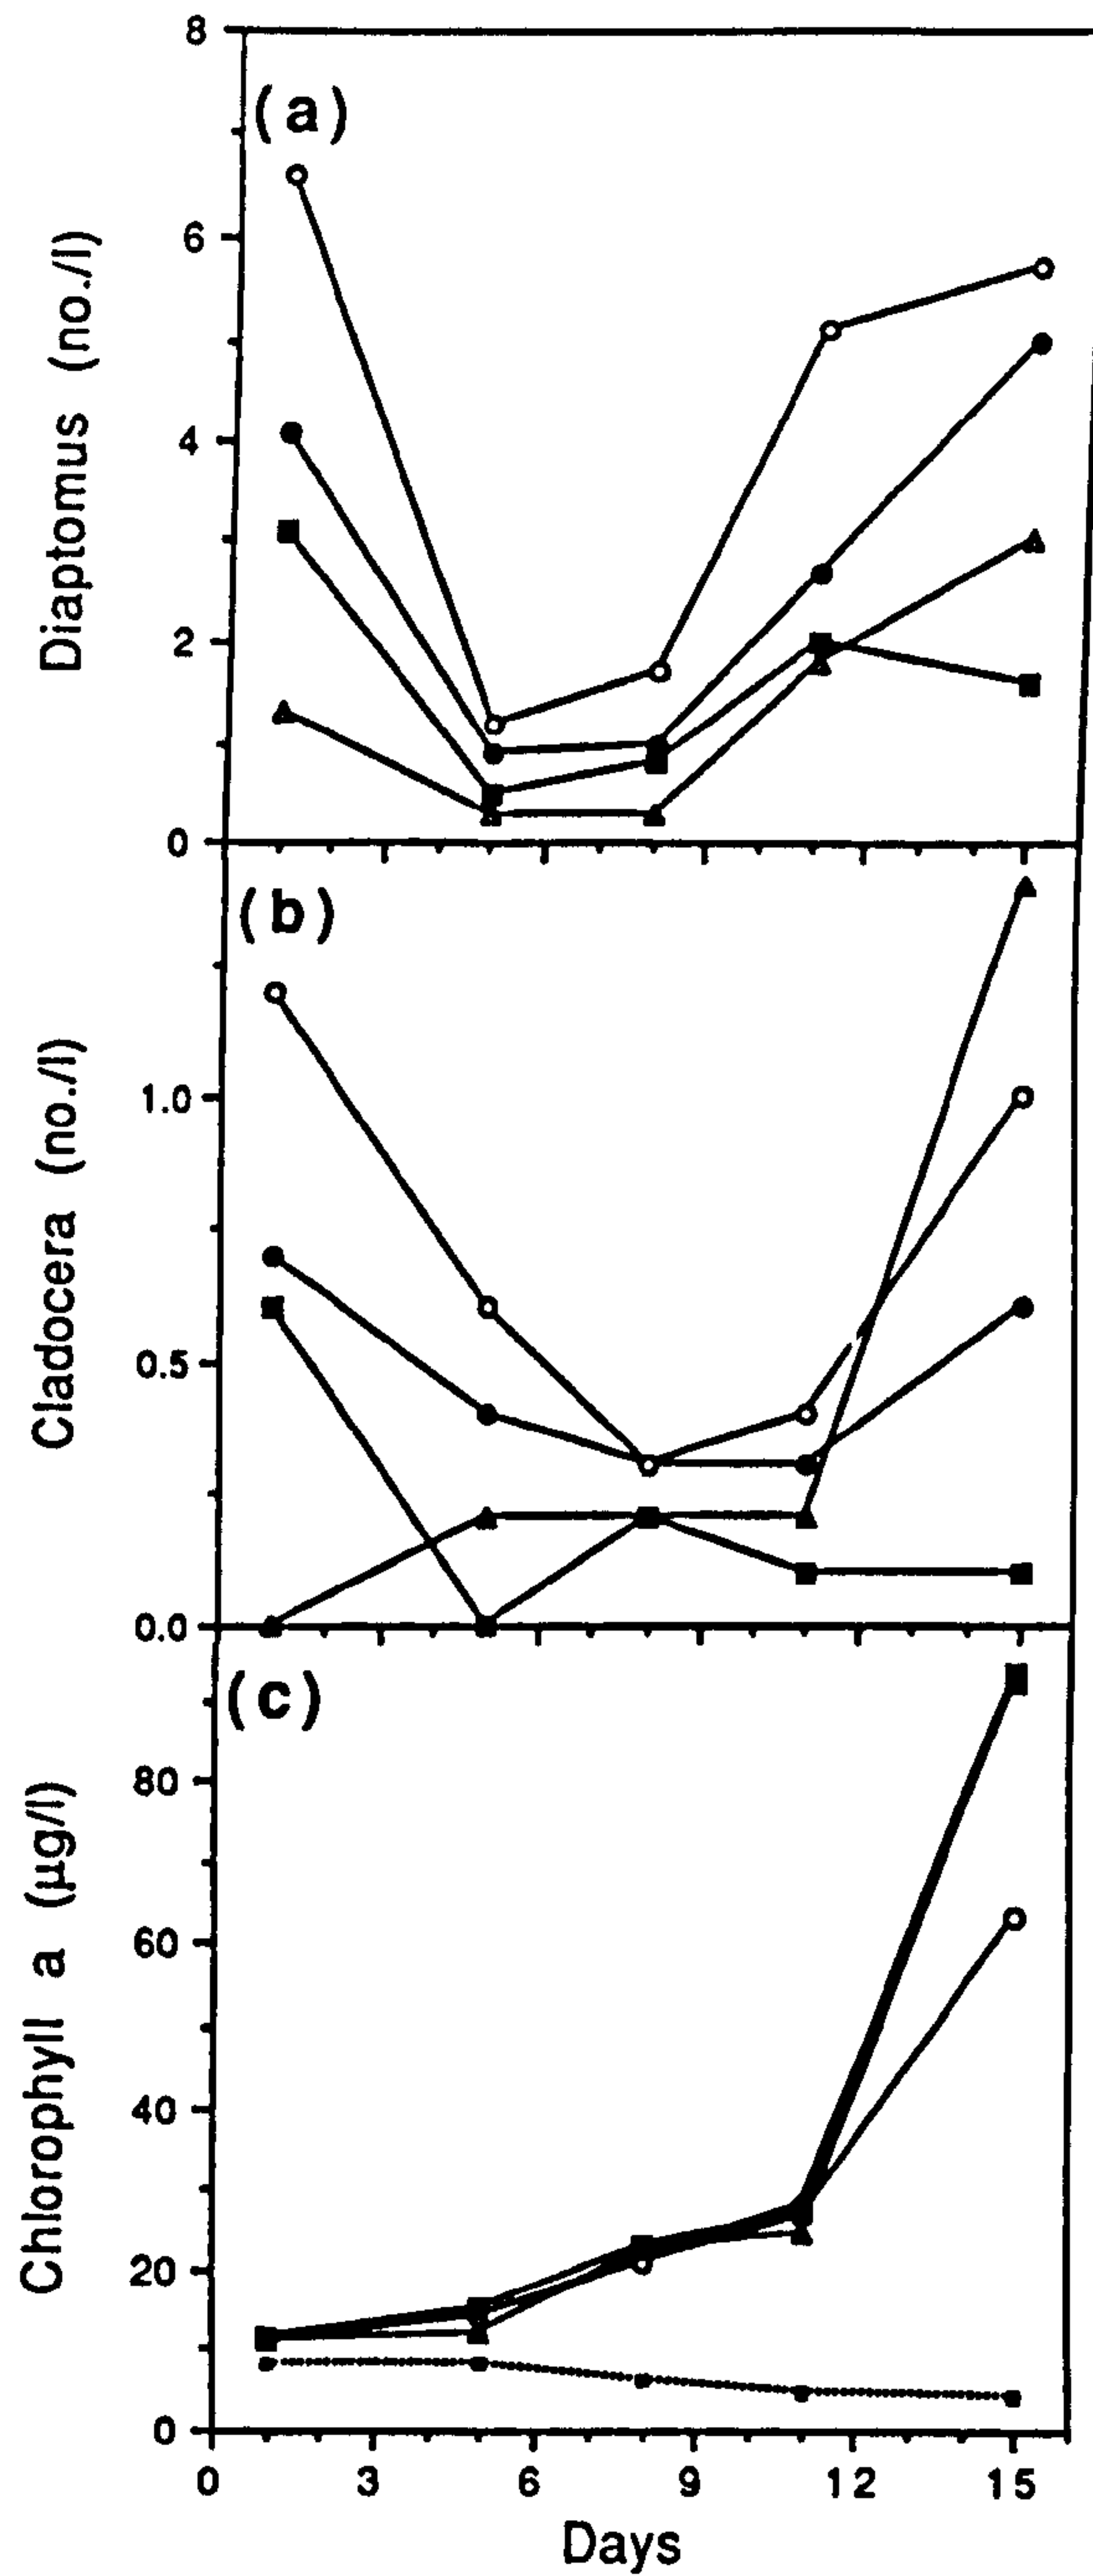 8
(a)
6
4
2
0
Diaptomus (no./l)
(b)
1.0
0.5
0.0
Cladocera (no./l)
(c)
80
60
40
20
0
Chlorophyll a (µg/l)
0 3 6 9 12 15
Days